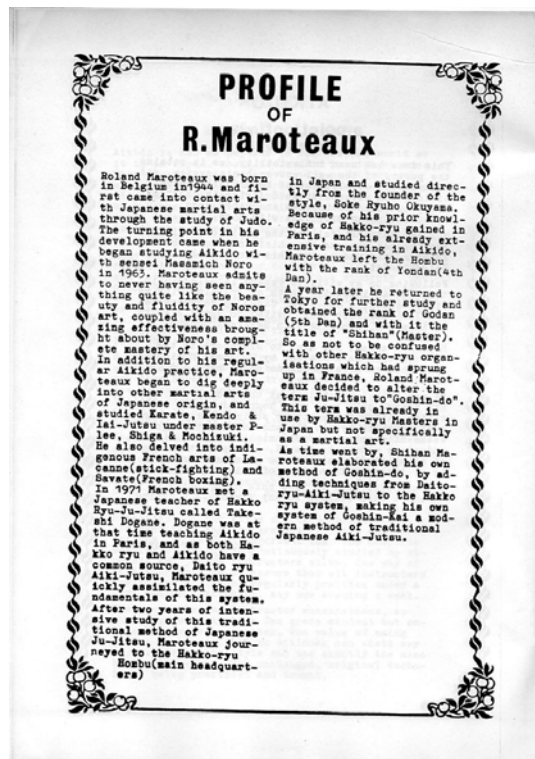 PROFILE
OF
R.Maroteaux
Roland Maroteaux was born
in Belgium in1944 and fi-
rst came into contact wi-
th Japanese martial arts
through the study of Judo.
The turning point in his
development came when he
began studying Aikido wi-
th sensei Masamich Noro
in 1963. Maroteaux admits
to never having seen any-
thing quite like the bea-
uty and fluidity of Noros
art, coupled with an ama-
zing effectiveness broug-
ht about by Noro's compl-
ete mastery of his art.
In addition to his regul-
ar Aikido practice, Maro-
teaux began to dig deeply
into other martial arts
of Japanese origin, and
studied Karate, Kendo &
Iai-Jutsu under master P-
lee, Shiga & Mochizuki.
He also delved into indi-
genous French arts of La-
canne(stick-fighting) and
Savate(French boxing).
In 1971 Maroteaux met a
Japanese teacher of Hakko
Ryu-Ju-Jitsu called Take-
shi Dogane. Dogane was at
that time teaching Aikido
in Paris, and as both Ha-
kko ryu and Aikido have a
common source, Daito ryu
Aiki-Jutsu, Maroteaux qu-
ickly assimilated the fu-
ndamentals of this system.
After two years of inten-
sive study of this tradi-
tional method of Japanese
Ju-Jitsu, Maroteaux jour-
neyed to the Hakko-ryu
Hombu(main headquart-
ers)
in Japan and studied direc-
tly from the founder of the
style, Soke Ryuho Okuyama.
Because of his prior knowl-
edge of Hakko-ryu gained in
Paris, and his already ext-
ensive training in Aikido,
Maroteaux left the Hombu
with the rank of Yondan(4th
Dan).
A year later he returned to
Tokyo for further study and
obtained the rank of Godan
(5th Dan) and with it the
title of "Shihan"(Master).
So as not to be confused
with other Hakko-ryu organ-
isations which had sprung
up in France, Roland Marot-
eaux decided to alter the
term Ju-Jitsu to"Goshin-do".
This term was already in
use by Hakko-ryu Masters in
Japan but not specifically
as a martial art.
As time went by, Shihan Ma-
roteaux elaborated his own
method of Goshin-do, by ad-
ding techniques from Daito-
ryu-Aiki-Jutsu to the Hakko
ryu system, making his own
system of Goshin-Kai a mod-
ern method of traditional
Japanese Aiki-Jutsu.